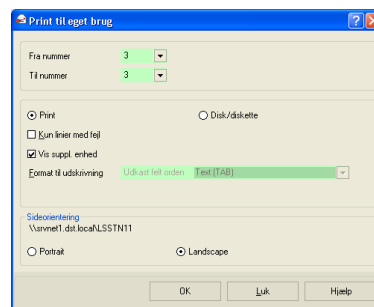 Print til eget brug
Fra nummer 3
Til nummer 3
Print Disk/diskette
Kun linier med fejl
Vis suppl. enhed
Format til udskrivning Udkast felt orden Text (TAB)
Sideorientering
\\srvnet1.dst.local\LSSTN11
Portrait Landscape
OK Luk Hjælp